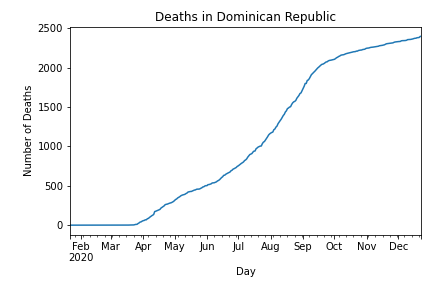 Deaths in Dominican Republic
Number of Deaths
2500
2000
1500
1000
500
0
Feb Mar Apr May Jun Jul Aug Sep Oct Nov Dec
2020
Day